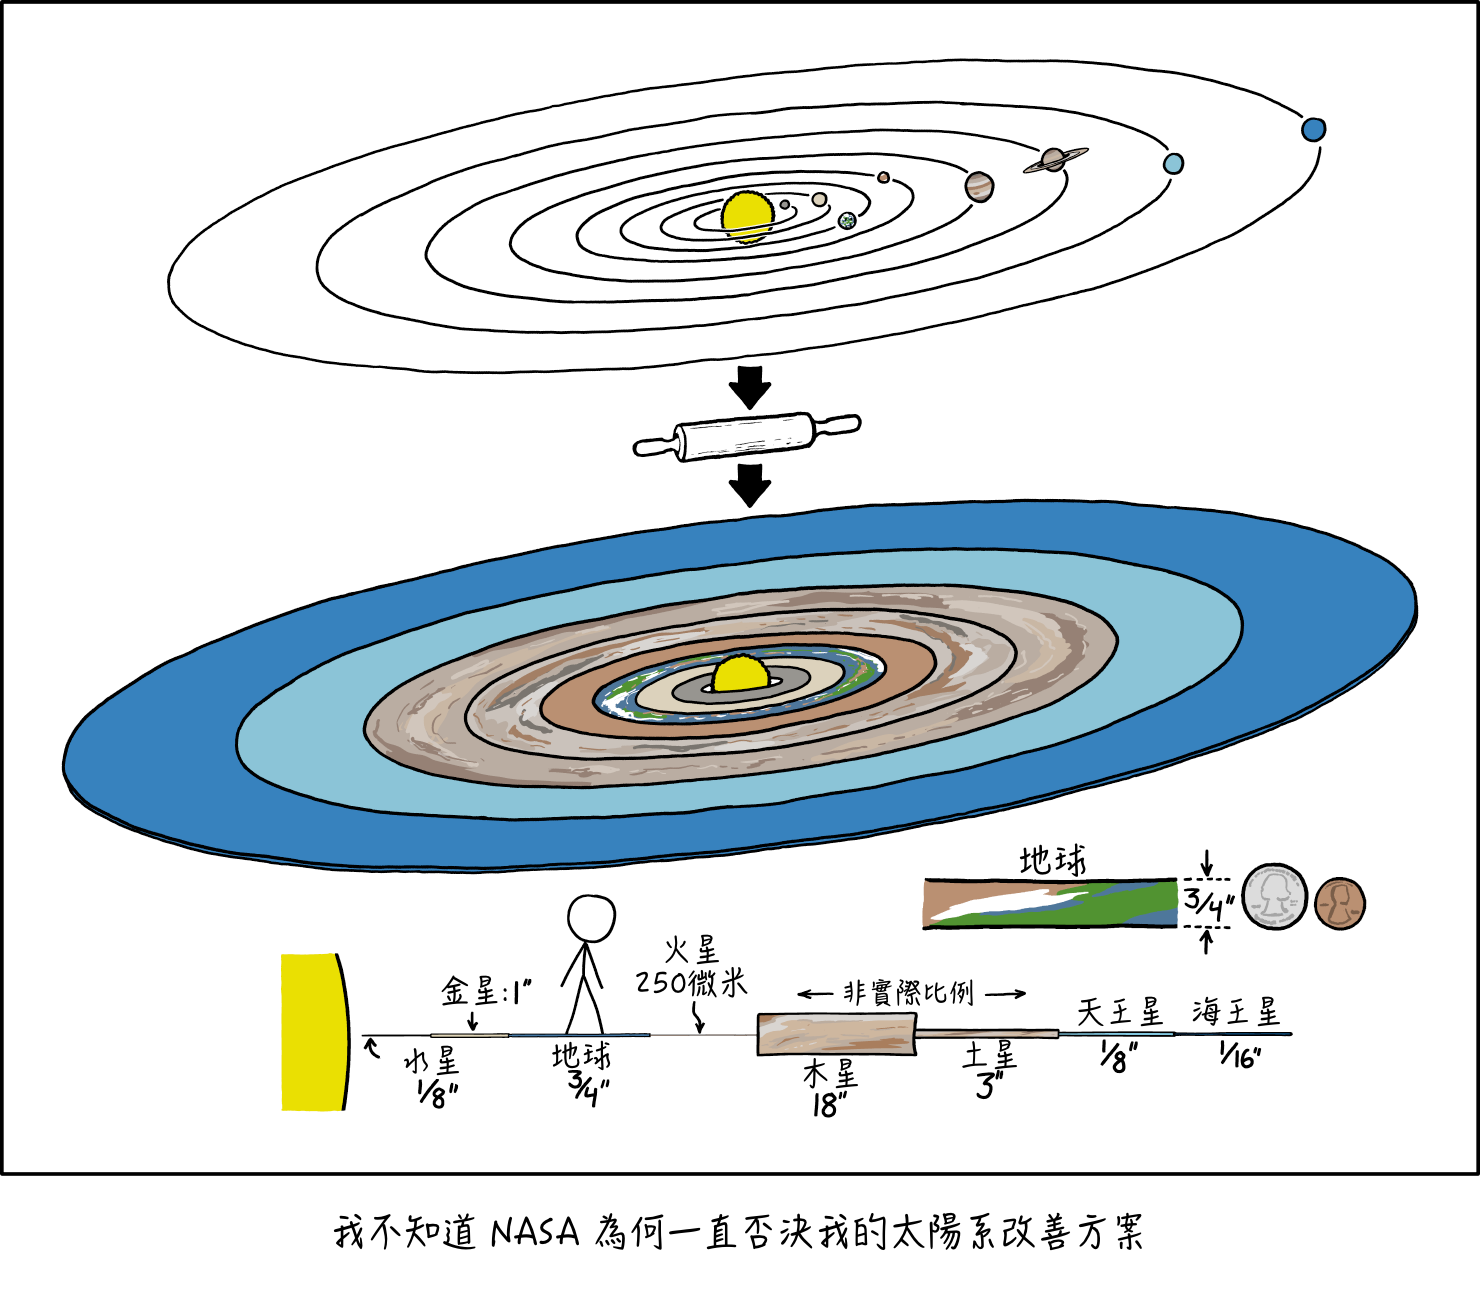 地球
3/4"
火星
250微米
金星:1"
← 非實際比例 →
天王星
海王星
水星
1/8"
地球
3/4"
木星
18"
土星
3"
1/8"
1/16"
我不知道 NASA 為何一直否決我的太陽系改善方案